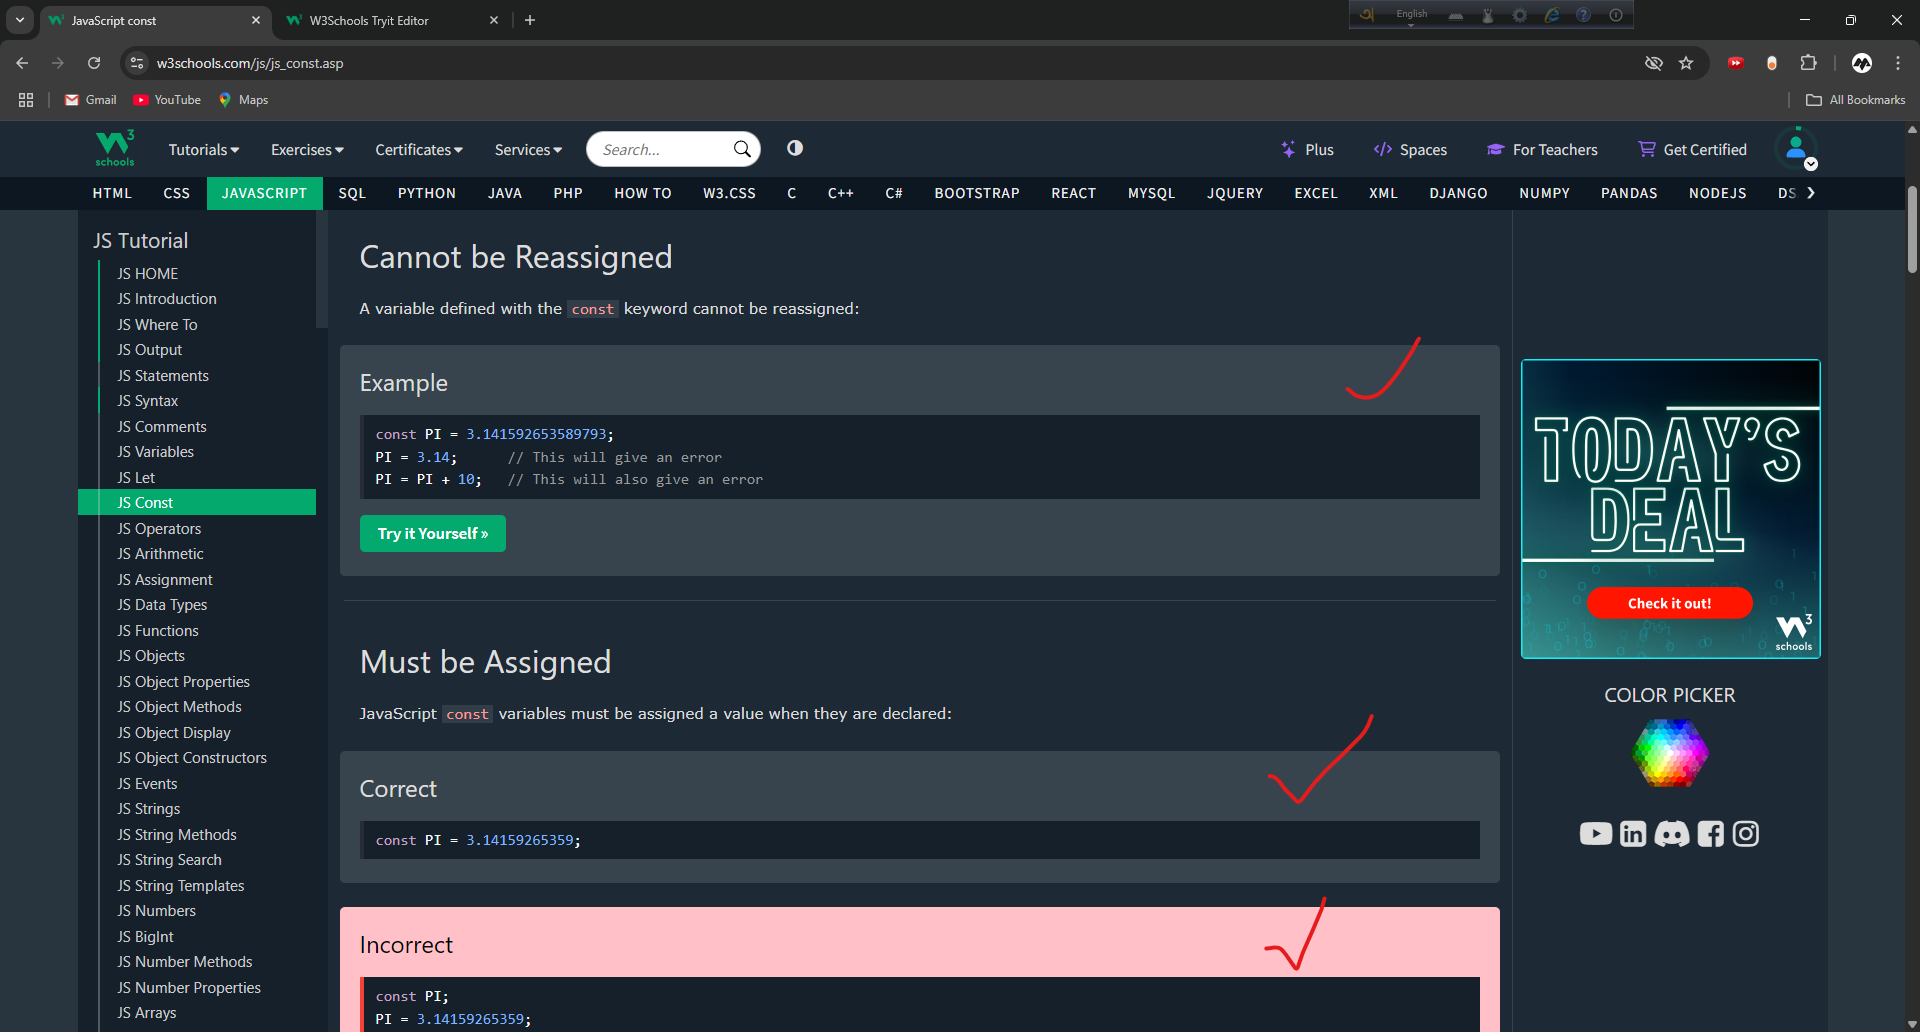 JavaScript const
W3Schools Tryit Editor
English
w3schools.com/js/js_const.asp
Gmail
YouTube
Maps
All Bookmarks
W3 schools
Tutorials
Exercises
Certificates
Services
Search...
Plus
Spaces
For Teachers
Get Certified
HTML CSS JAVASCRIPT SQL PYTHON JAVA PHP HOW TO W3.CSS C C++ C# BOOTSTRAP REACT MYSQL JQUERY EXCEL XML DJANGO NUMPY PANDAS NODEJS DS
JS Tutorial
JS HOME
JS Introduction
JS Where To
JS Output
JS Statements
JS Syntax
JS Comments
JS Variables
JS Let
JS Const
JS Operators
JS Arithmetic
JS Assignment
JS Data Types
JS Functions
JS Objects
JS Object Properties
JS Object Methods
JS Object Display
JS Object Constructors
JS Events
JS Strings
JS String Methods
JS String Search
JS String Templates
JS Numbers
JS BigInt
JS Number Methods
JS Number Properties
JS Arrays
Cannot be Reassigned
A variable defined with the const keyword cannot be reassigned:
Example
const PI = 3.141592653589793;
PI = 3.14;      // This will give an error
PI = PI + 10;   // This will also give an error
Try it Yourself »
Must be Assigned
JavaScript const variables must be assigned a value when they are declared:
Correct
const PI = 3.14159265359;
Incorrect
const PI;
PI = 3.14159265359;
TODAY'S
DEAL
Check it out!
W3 schools
COLOR PICKER